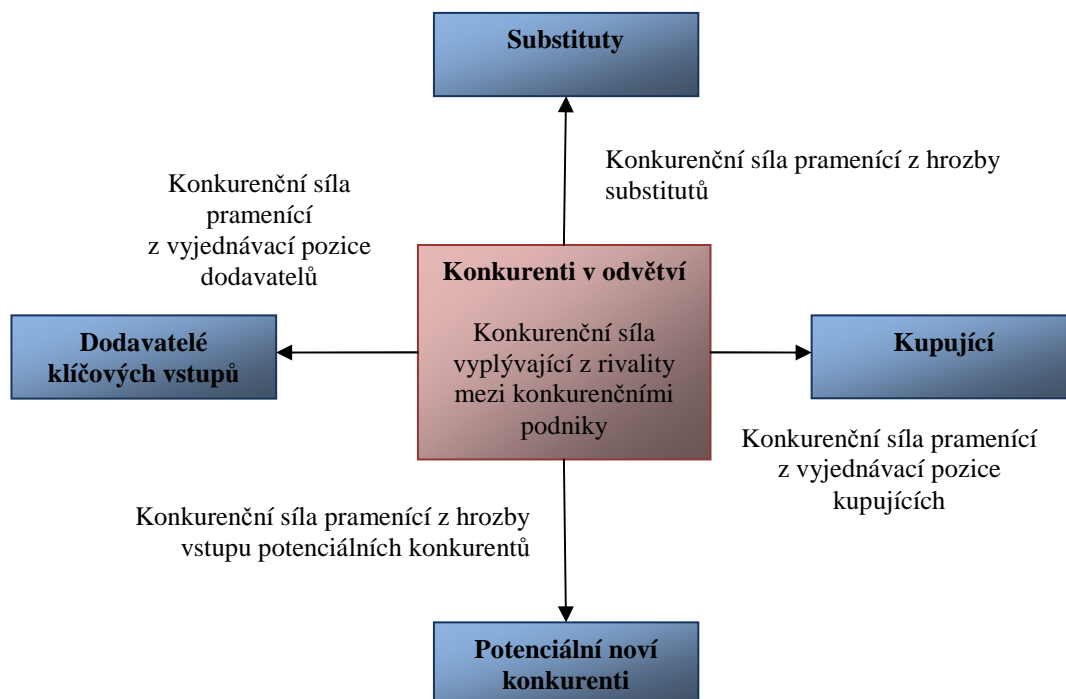 Substituty
Konkurenční síla pramenící z hrozby
substitutů
Konkurenční síla
pramenící
z vyjednávací pozice
dodavatelů
Konkurenti v odvětví
Konkurenční síla
vyplývající z rivality
mezi konkurenčními
podniky
Dodavatelé
klíčových vstupů
Kupující
Konkurenční síla pramenící
z vyjednávací pozice
kupujících
Konkurenční síla pramenící z hrozby
vstupu potenciálních konkurentů
Potenciální noví
konkurenti